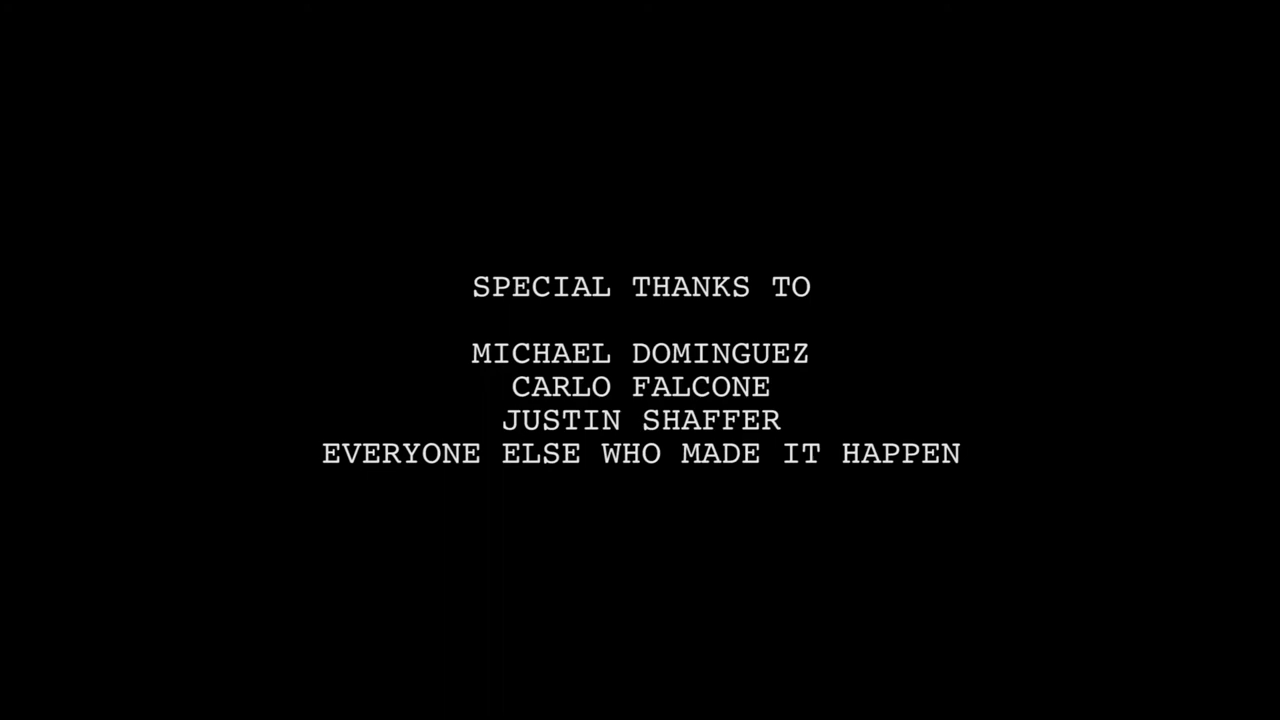 SPECIAL THANKS TO
MICHAEL DOMINGUEZ
CARLO FALCONE
JUSTIN SHAFFER
EVERYONE ELSE WHO MADE IT HAPPEN